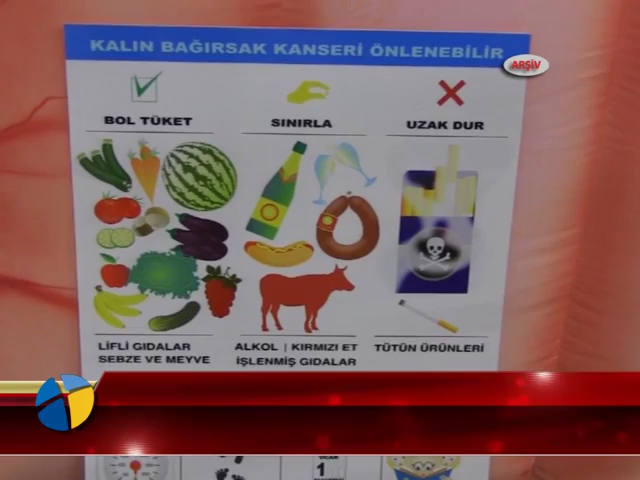 KALIN BAĞIRSAK KANSERİ ÖNLENEBİLİR
ARŞİV
BOL TÜKET
SINIRLA
UZAK DUR
LİFLİ GIDALAR
SEBZE VE MEYVE
ALKOL | KIRMIZI ET
İŞLENMİŞ GIDALAR
TÜTÜN ÜRÜNLERİ
1